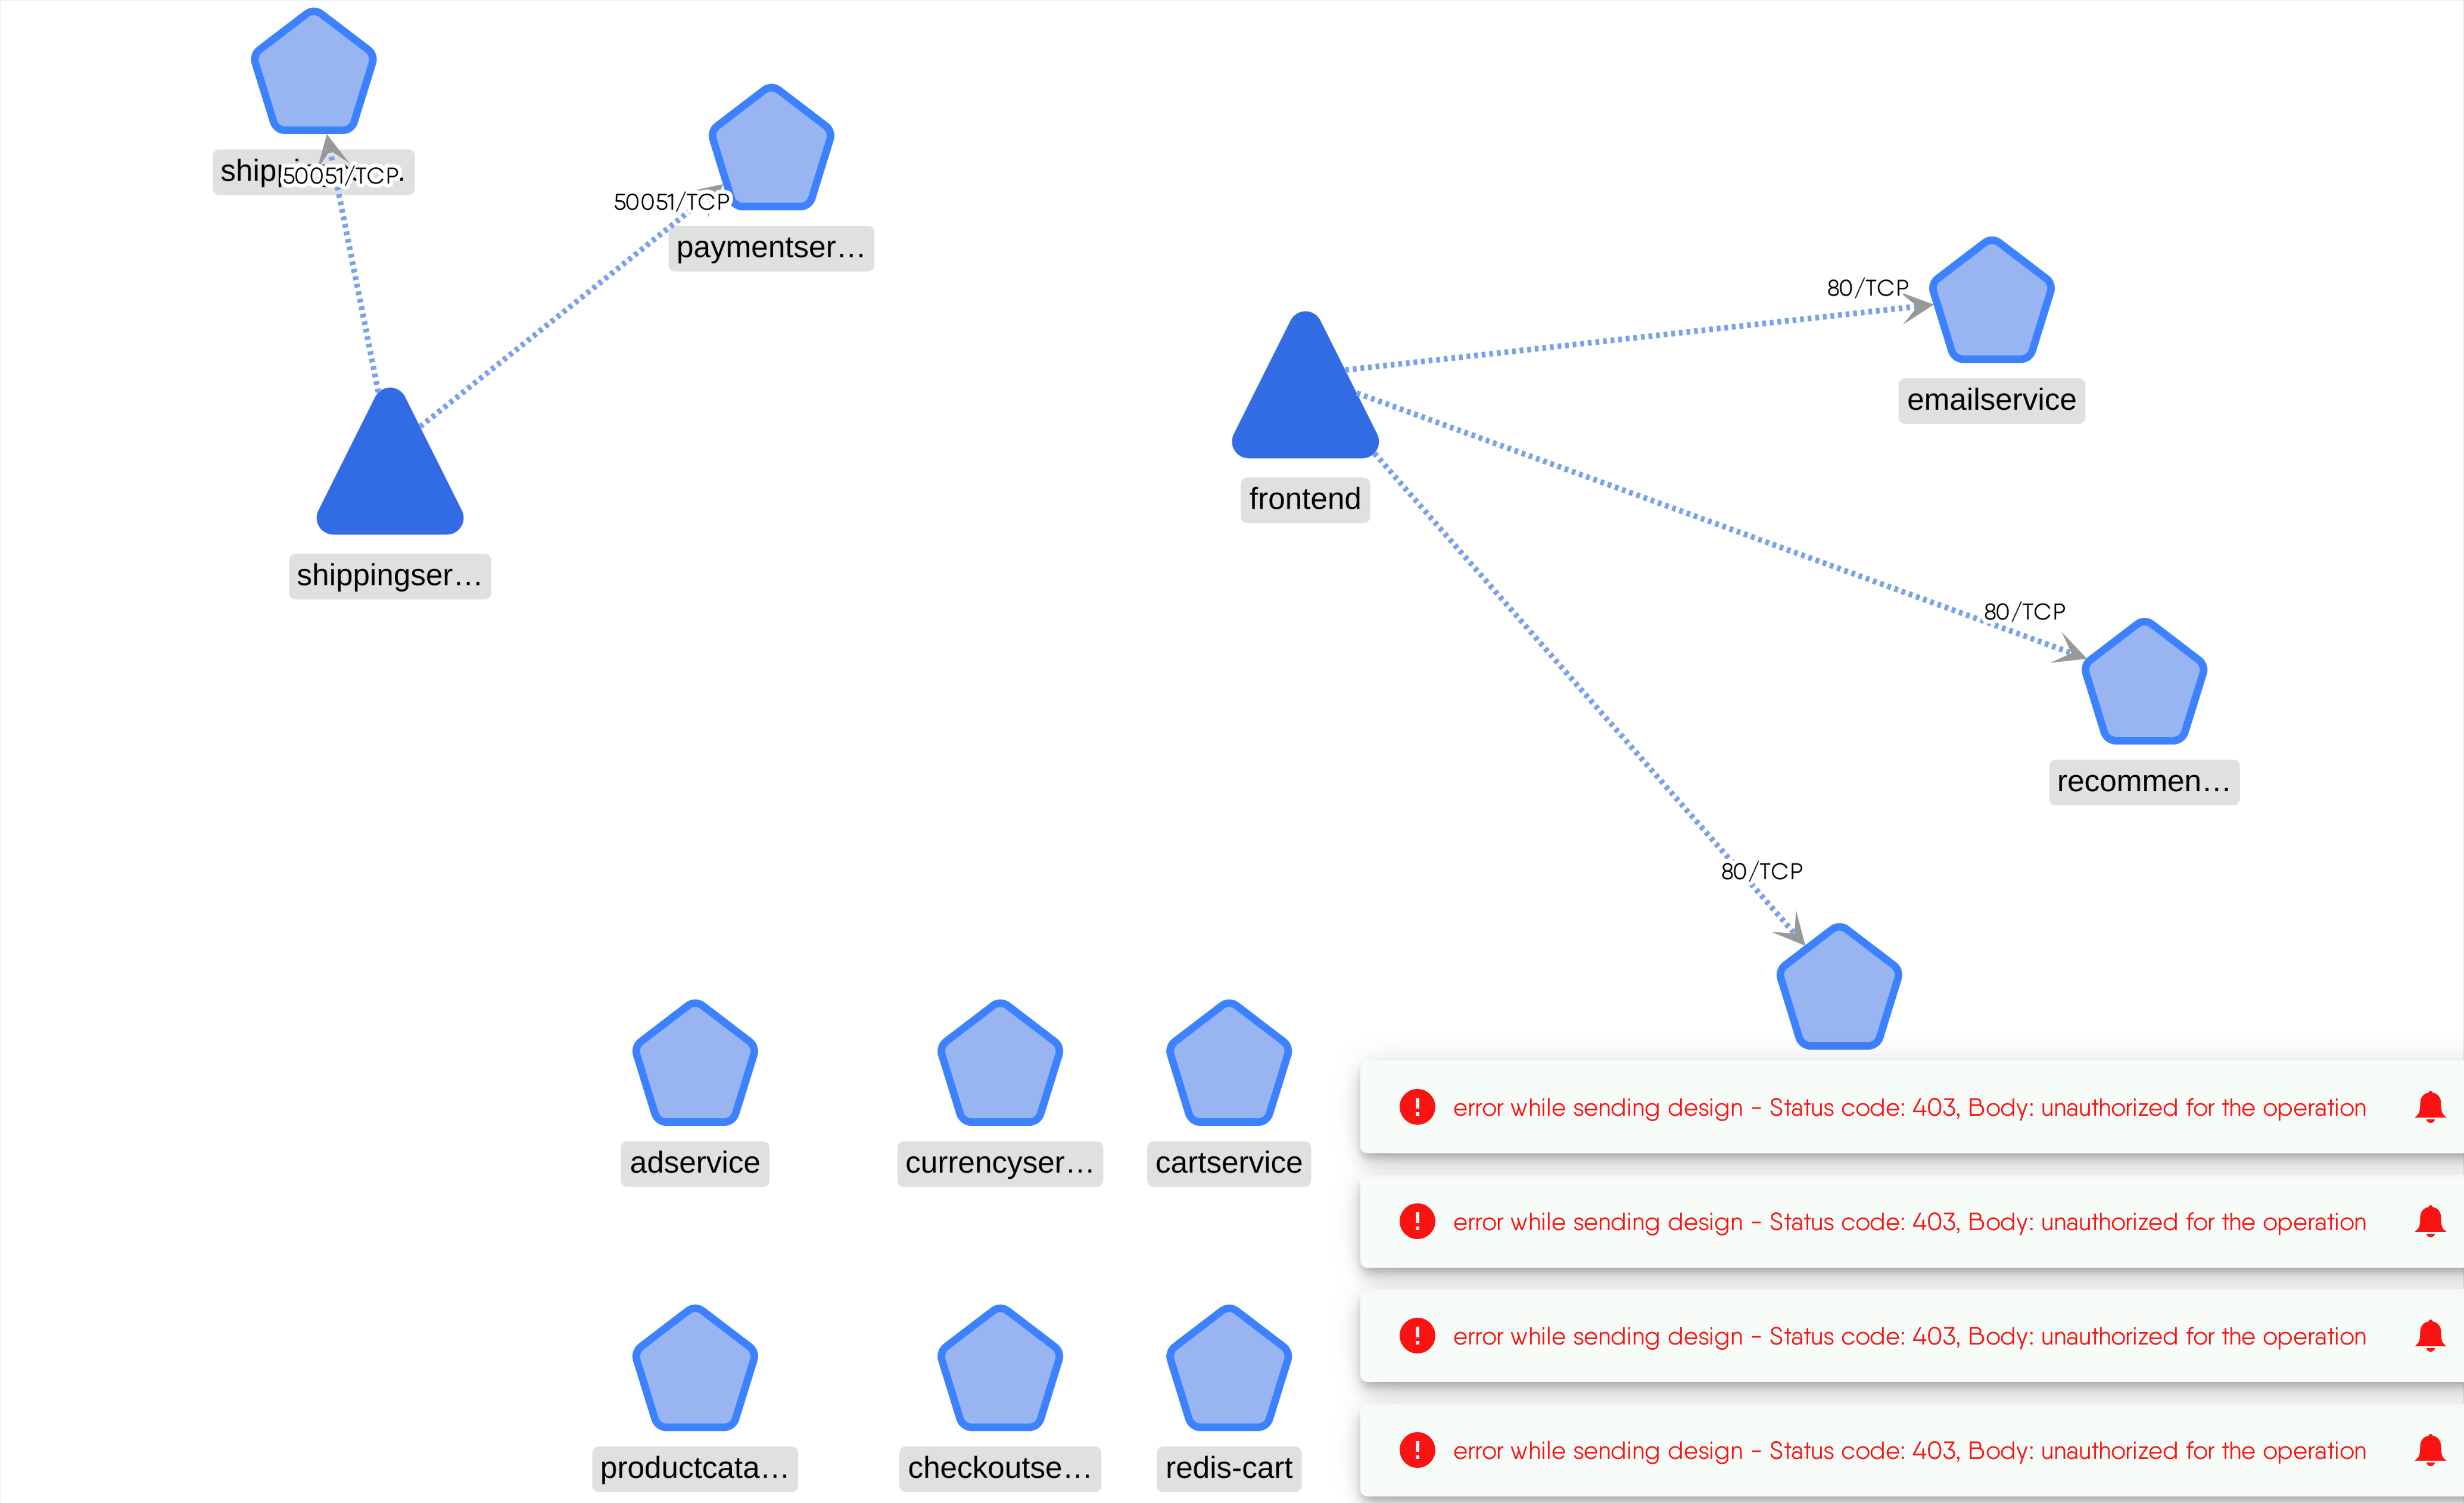 50051/TCP
50051/TCP
paymentser…
80/TCP
emailservice
frontend
shippingser…
80/TCP
recommen…
80/TCP
adservice
currencyser…
cartservice
error while sending design - Status code: 403, Body: unauthorized for the operation
error while sending design - Status code: 403, Body: unauthorized for the operation
productcata…
checkoutse…
redis-cart
error while sending design - Status code: 403, Body: unauthorized for the operation
error while sending design - Status code: 403, Body: unauthorized for the operation